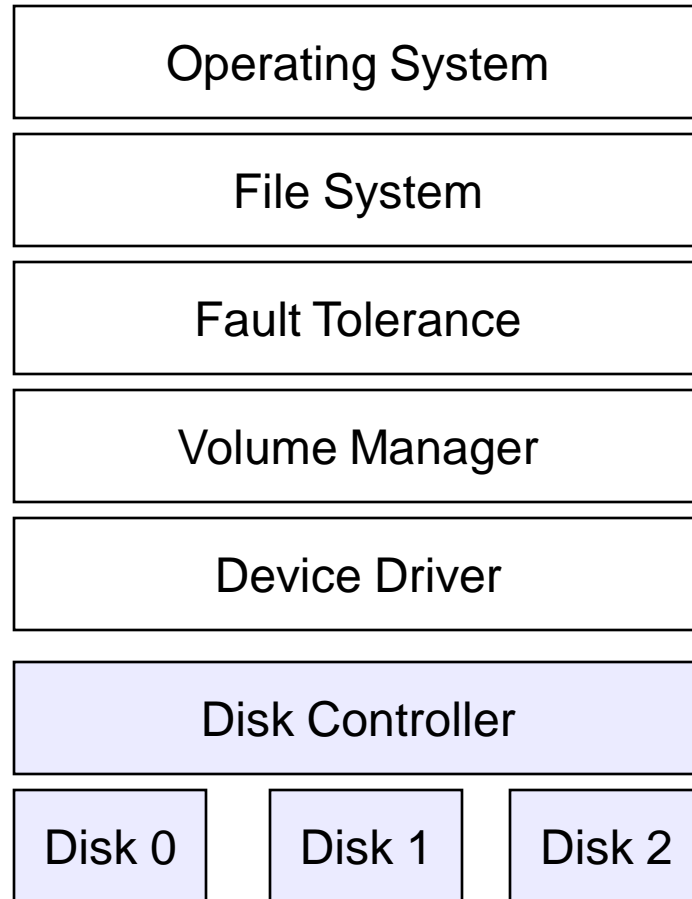 Operating System
File System
Fault Tolerance
Volume Manager
Device Driver
Disk Controller
Disk 0 Disk 1 Disk 2